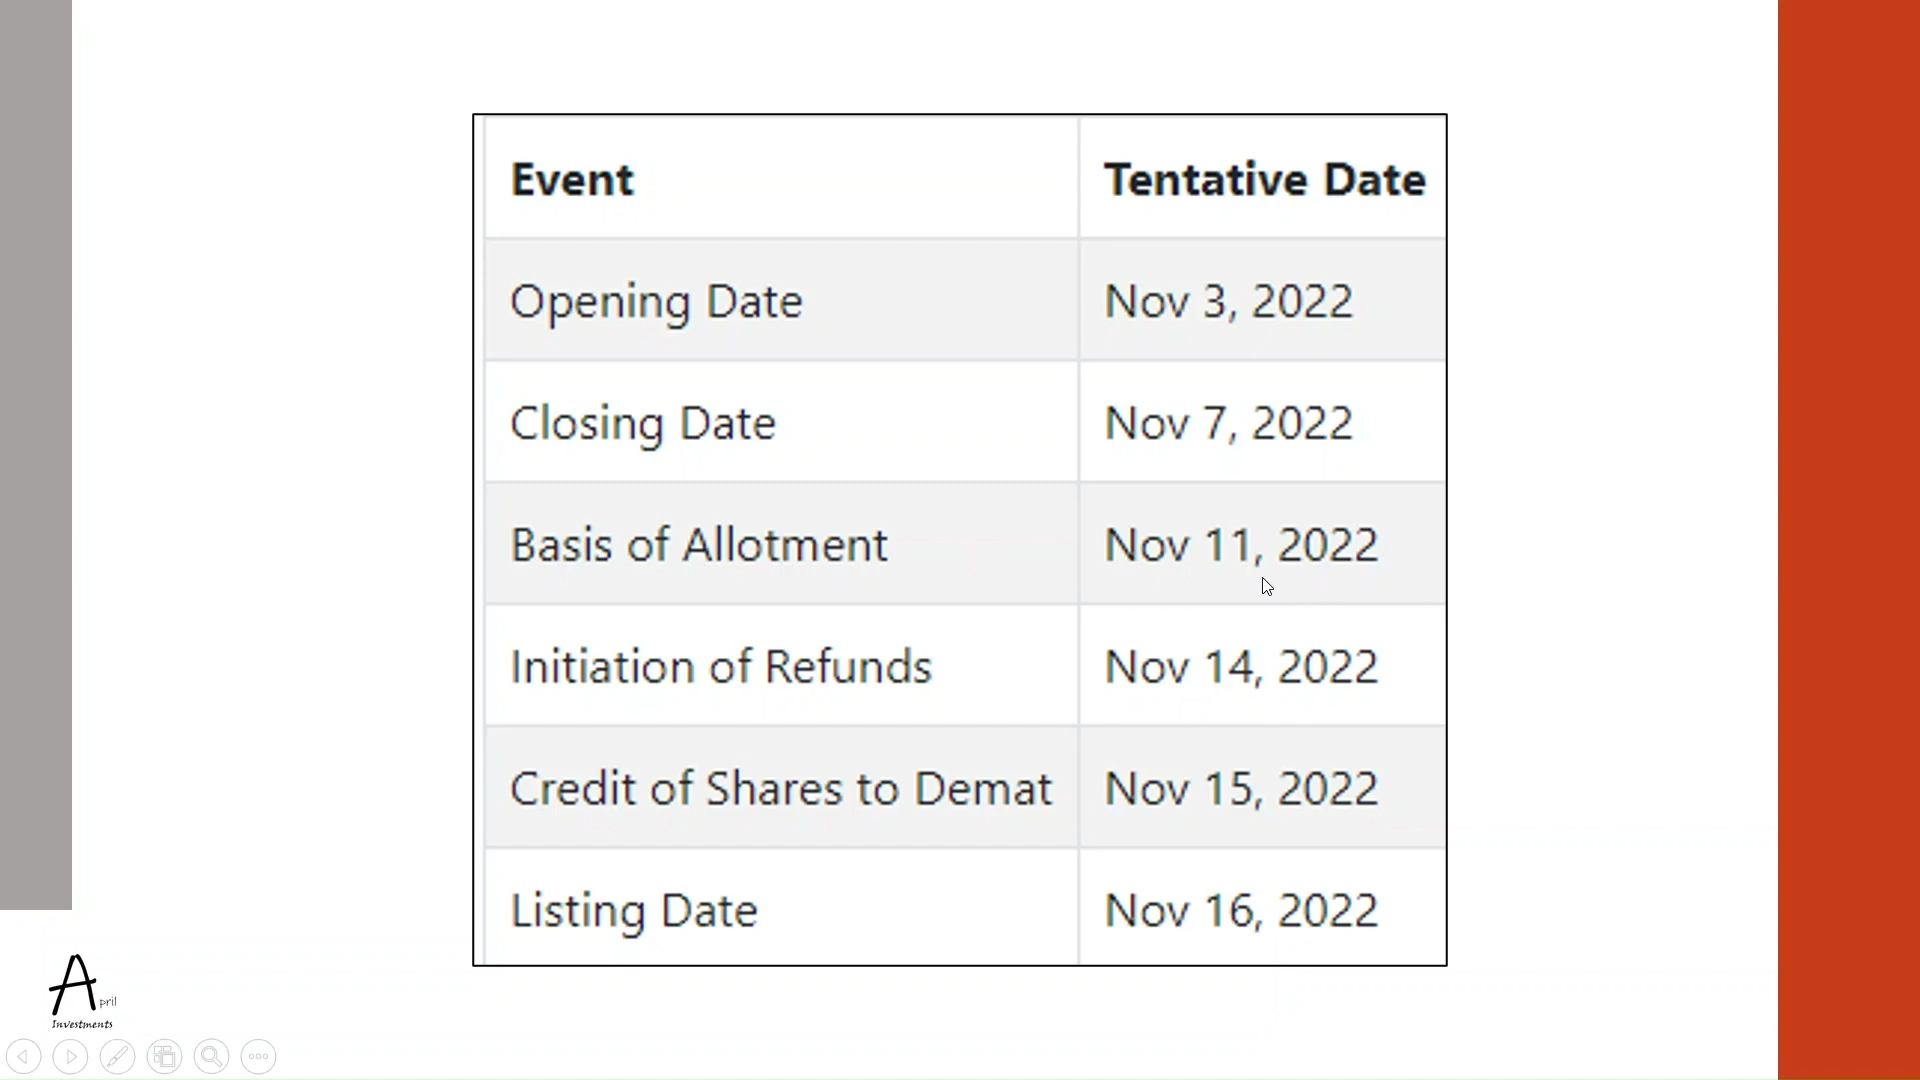 Event Tentative Date
Opening Date Nov 3, 2022
Closing Date Nov 7, 2022
Basis of Allotment Nov 11, 2022
Initiation of Refunds Nov 14, 2022
Credit of Shares to Demat Nov 15, 2022
Listing Date Nov 16, 2022
April
Investments